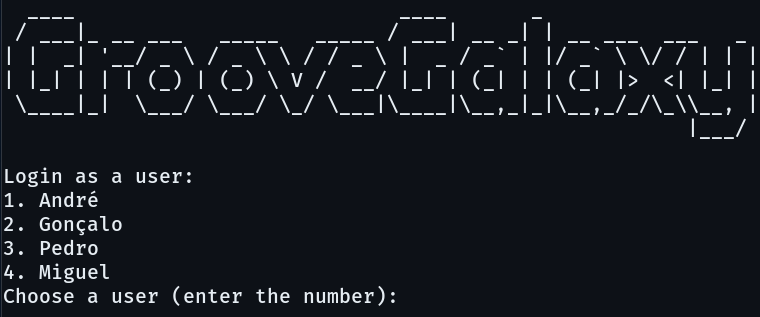 GrooveGalaxy
Login as a user:
1. André
2. Gonçalo
3. Pedro
4. Miguel
Choose a user (enter the number):